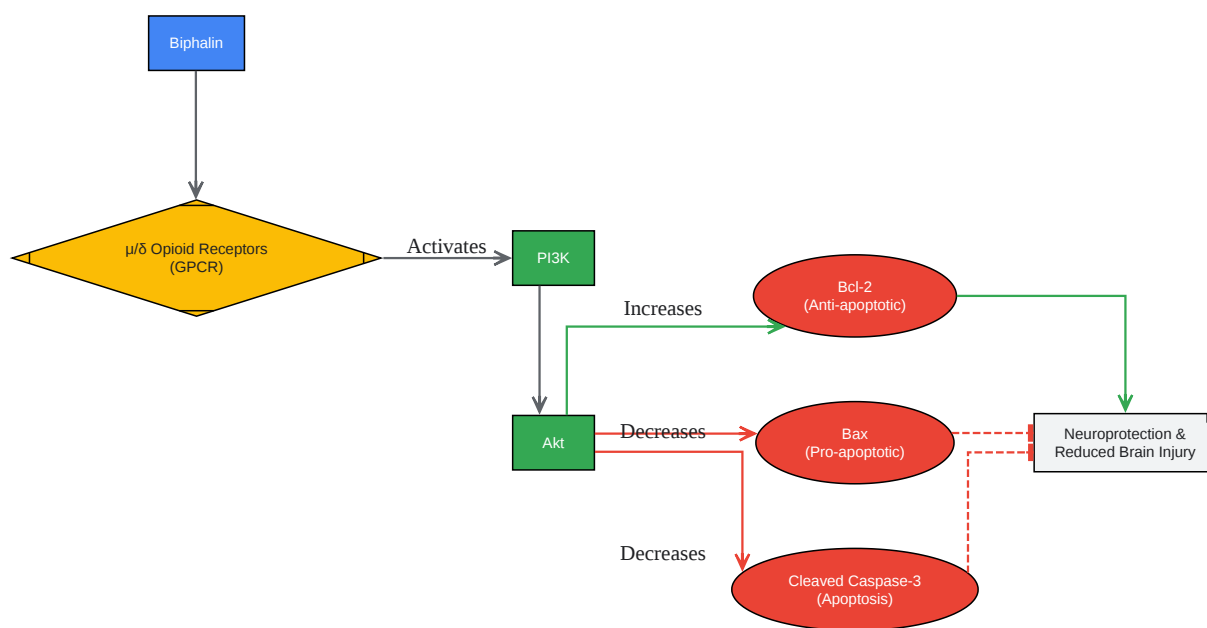 Biphalin
μ/δ Opioid Receptors
(GPCR)
Activates
PI3K
Increases
Bcl-2
(Anti-apoptotic)
Akt
Decreases
Bax
(Pro-apoptotic)
Neuroprotection &
Reduced Brain Injury
Decreases
Cleaved Caspase-3
(Apoptosis)